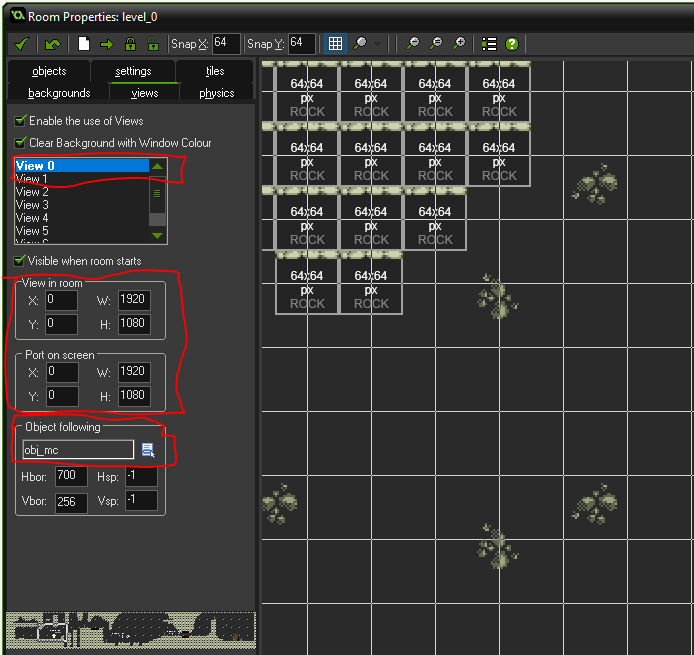 Room Properties: level_0
Snap X: 64 Snap Y: 64
objects settings tiles
backgrounds views physics
Enable the use of Views
Clear Background with Window Colour
View 0
View 1
View 2
View 3
View 4
View 5
Visible when room starts
View in room
X: 0 W: 1920
Y: 0 H: 1080
Port on screen
X: 0 W: 1920
Y: 0 H: 1080
Object following
obj_mc
Hbor: 700 Hsp: -1
Vbor: 256 Vsp: -1
64x64 64x64 64x64 64x64
px px px px
ROCK ROCK ROCK ROCK
64x64 64x64 64x64 64x64
px px px px
ROCK ROCK ROCK ROCK
64x64 64x64 64x64
px px px
ROCK ROCK ROCK
64x64 64x64
px px
ROCK ROCK